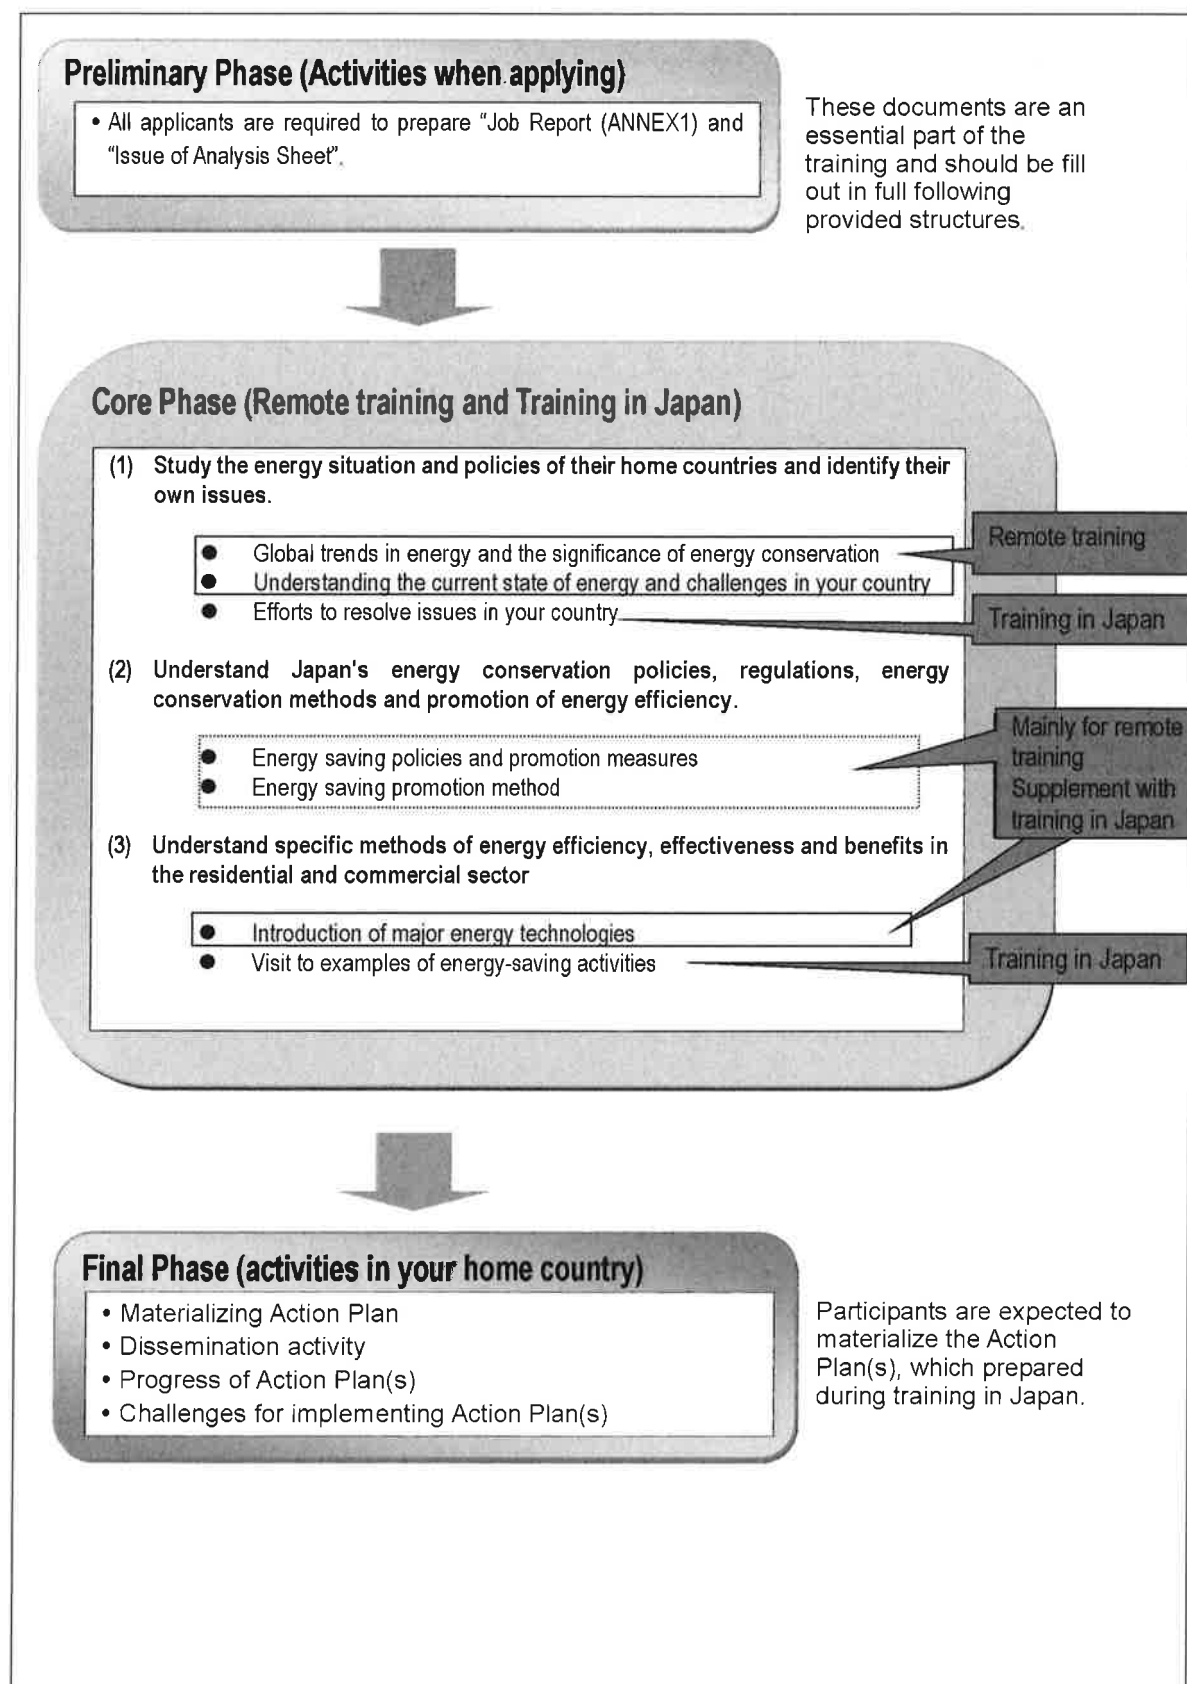 Preliminary Phase (Activities when applying)
• All applicants are required to prepare “Job Report (ANNEX1) and
“Issue of Analysis Sheet”.
These documents are an
essential part of the
training and should be fill
out in full following
provided structures.
Core Phase (Remote training and Training in Japan)
(1) Study the energy situation and policies of their home countries and identify their
own issues.
● Global trends in energy and the significance of energy conservation
● Understanding the current state of energy and challenges in your country
● Efforts to resolve issues in your country
Remote training
Training in Japan
(2) Understand Japan's energy conservation policies, regulations, energy
conservation methods and promotion of energy efficiency.
● Energy saving policies and promotion measures
● Energy saving promotion method
Mainly for remote
training
Supplement with
training in Japan
(3) Understand specific methods of energy efficiency, effectiveness and benefits in
the residential and commercial sector
● Introduction of major energy technologies
● Visit to examples of energy-saving activities
Training in Japan
Final Phase (activities in your home country)
• Materializing Action Plan
• Dissemination activity
• Progress of Action Plan(s)
• Challenges for implementing Action Plan(s)
Participants are expected to
materialize the Action
Plan(s), which prepared
during training in Japan.